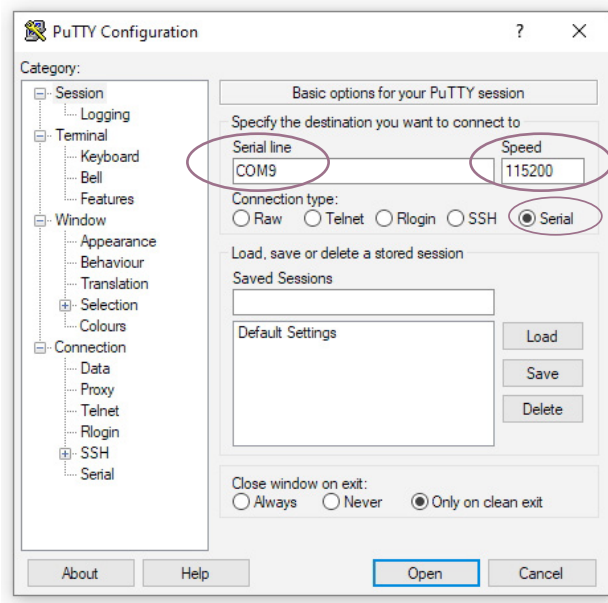 PuTTY Configuration
?
Category:
Session
Logging
Terminal
Keyboard
Bell
Features
Window
Appearance
Behaviour
Translation
Selection
Colours
Connection
Data
Proxy
Telnet
Rlogin
SSH
Serial
Basic options for your PuTTY session
Specify the destination you want to connect to
Serial line Speed
COM9 115200
Connection type:
Raw Telnet Rlogin SSH Serial
Load, save or delete a stored session
Saved Sessions
Default Settings
Load
Save
Delete
Close window on exit:
Always Never Only on clean exit
About Help Open Cancel